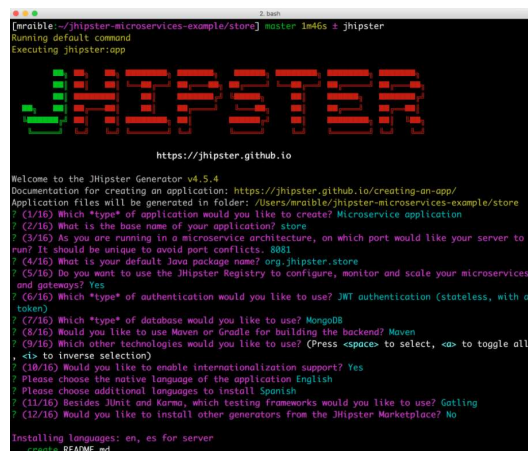 2. bash
[mraible:~/jhipster-microservices-example/store] master 1m46s ± jhipster
Running default command
Executing jhipster:app
JHIPSTER
https://jhipster.github.io
Welcome to the JHipster Generator v4.5.4
Documentation for creating an application: https://jhipster.github.io/creating-an-app/
Application files will be generated in folder: /Users/mraible/jhipster-microservices-example/store
? (1/16) Which *type* of application would you like to create? Microservice application
? (2/16) What is the base name of your application? store
? (3/16) As you are running in a microservice architecture, on which port would like your server to
run? It should be unique to avoid port conflicts. 8081
? (4/16) What is your default Java package name? org.jhipster.store
? (5/16) Do you want to use the JHipster Registry to configure, monitor and scale your microservices
and gateways? Yes
? (6/16) Which *type* of authentication would you like to use? JWT authentication (stateless, with a
token)
? (7/16) Which *type* of database would you like to use? MongoDB
? (8/16) Would you like to use Maven or Gradle for building the backend? Maven
? (9/16) Which other technologies would you like to use? (Press <space> to select, <a> to toggle all
, <i> to inverse selection)
? (10/16) Would you like to enable internationalization support? Yes
? Please choose the native language of the application English
? Please choose additional languages to install Spanish
? (11/16) Besides JUnit and Karma, which testing frameworks would you like to use? Gatling
? (12/16) Would you like to install other generators from the JHipster Marketplace? No
Installing languages: en, es for server
create README.md